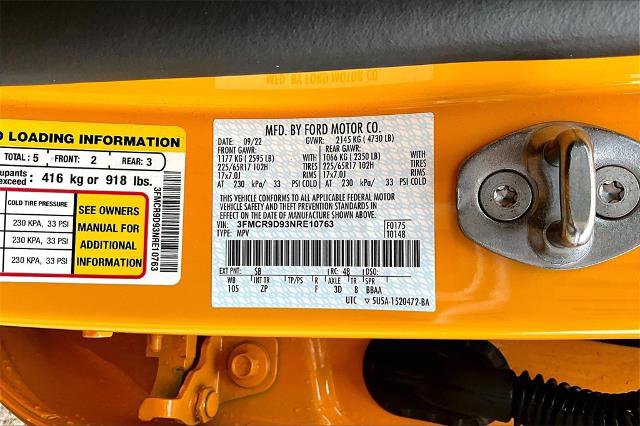 LOADING INFORMATION
TOTAL: 5 FRONT: 2 REAR: 3
exceed: 416 kg or 918 lbs.
COLD TIRE PRESSURE
230 KPA, 33 PSI
230 KPA, 33 PSI
230 KPA, 33 PSI
SEE OWNERS
MANUAL FOR
ADDITIONAL
INFORMATION
3FMCR9D93NRE10763
MFD. BY FORD MOTOR CO.
DATE: 09/22 GVWR: 2145 KG (4730 LB)
FRONT GAWR: REAR GAWR:
1177 KG (2595 LB) WITH 1066 KG (2350 LB) WITH
225/65R17 102H TIRES 225/65R17 102H TIRES
17x7.0J RIMS 17x7.0J RIMS
AT 230 kPa/ 33 PSI COLD AT 230 kPa/ 33 PSI COLD
THIS VEHICLE CONFORMS TO ALL APPLICABLE
FEDERAL MOTOR VEHICLE SAFETY, BUMPER,
AND THEFT PREVENTION STANDARDS IN EFFECT
ON THE DATE OF MANUFACTURE SHOWN ABOVE.
VIN: 3FMCR9D93NRE10763 F0175
TYPE: MPV T0148
EXT PNT: SB RC: 48 DSO:
WB INT TR TP/PS R AXLE TR SPR
105 ZP F 3D B BBAA
UTC ▽ 5U5A-1520472-BA